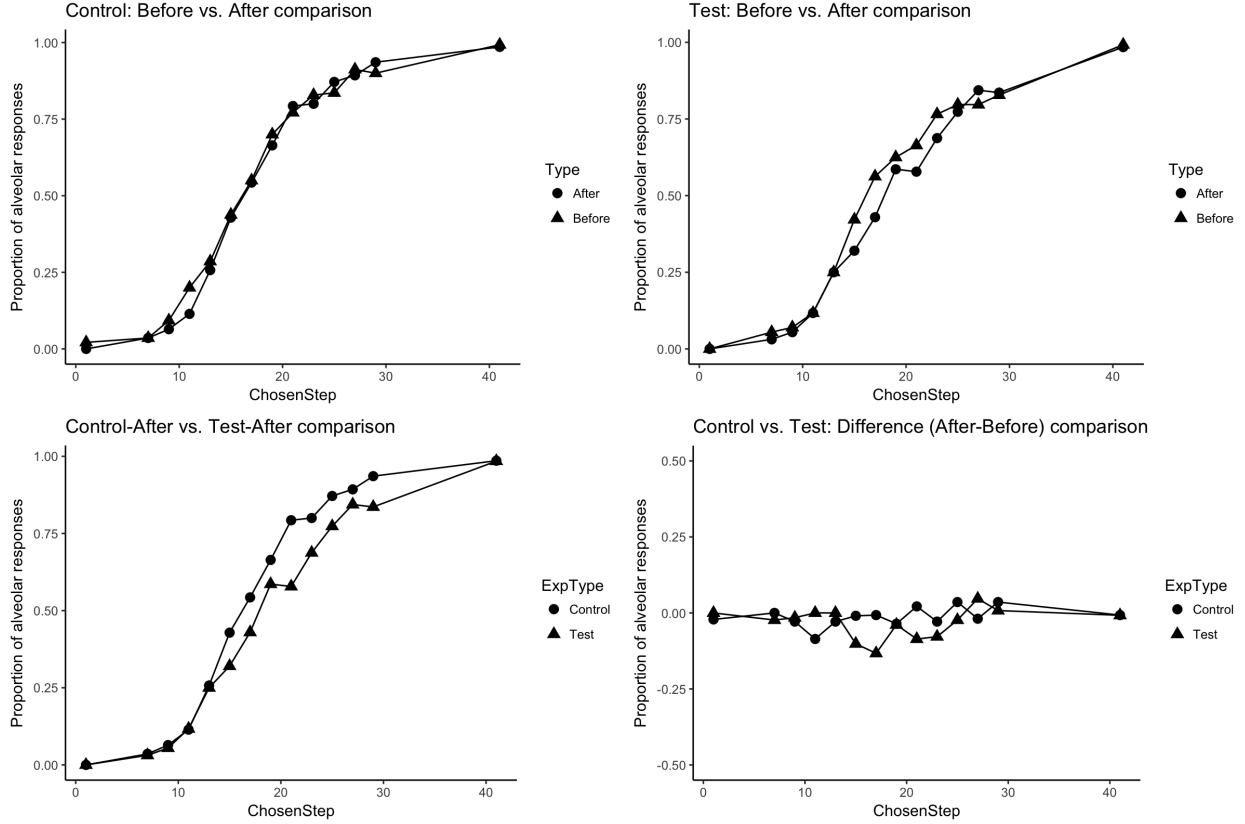 Control: Before vs. After comparison
Proportion of alveolar responses
1.00
0.75
0.50
0.25
0.00
0 10 20 30 40
ChosenStep
Type
After
Before
Test: Before vs. After comparison
Proportion of alveolar responses
1.00
0.75
0.50
0.25
0.00
0 10 20 30 40
ChosenStep
Type
After
Before
Control-After vs. Test-After comparison
Proportion of alveolar responses
1.00
0.75
0.50
0.25
0.00
0 10 20 30 40
ChosenStep
ExpType
Control
Test
Control vs. Test: Difference (After-Before) comparison
Proportion of alveolar responses
0.50
0.25
0.00
-0.25
-0.50
0 10 20 30 40
ChosenStep
ExpType
Control
Test